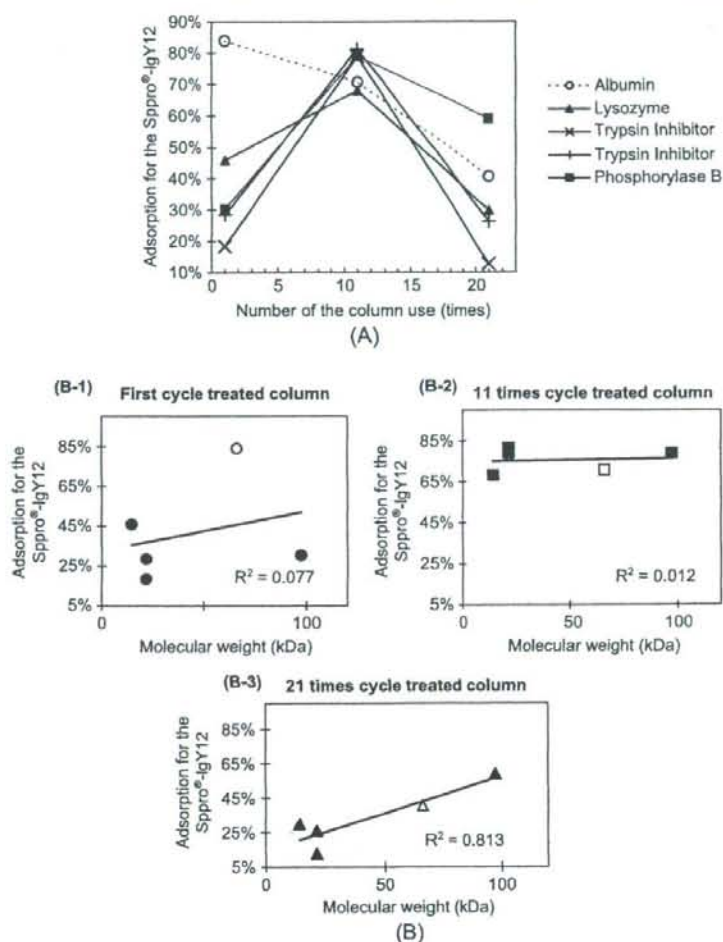 90%
80%
70%
60%
50%
40%
30%
20%
10%
Adsorption for the Sppro®-IgY12
0 5 10 15 20
Number of the column use (times)
Albumin
Lysozyme
Trypsin Inhibitor
Trypsin Inhibitor
Phosphorylase B
(A)
(B-1) First cycle treated column
Adsorption for the
Sppro®-IgY12
85%
65%
45%
25%
5%
R² = 0.077
0 100
Molecular weight (kDa)
(B-2) 11 times cycle treated column
Adsorption for the
Sppro®-IgY12
85%
65%
45%
25%
5%
R² = 0.012
0 50 100
Molecular weight (kDa)
(B-3) 21 times cycle treated column
Adsorption for the
Sppro®-IgY12
85%
65%
45%
25%
5%
R² = 0.813
0 50 100
Molecular weight (kDa)
(B)